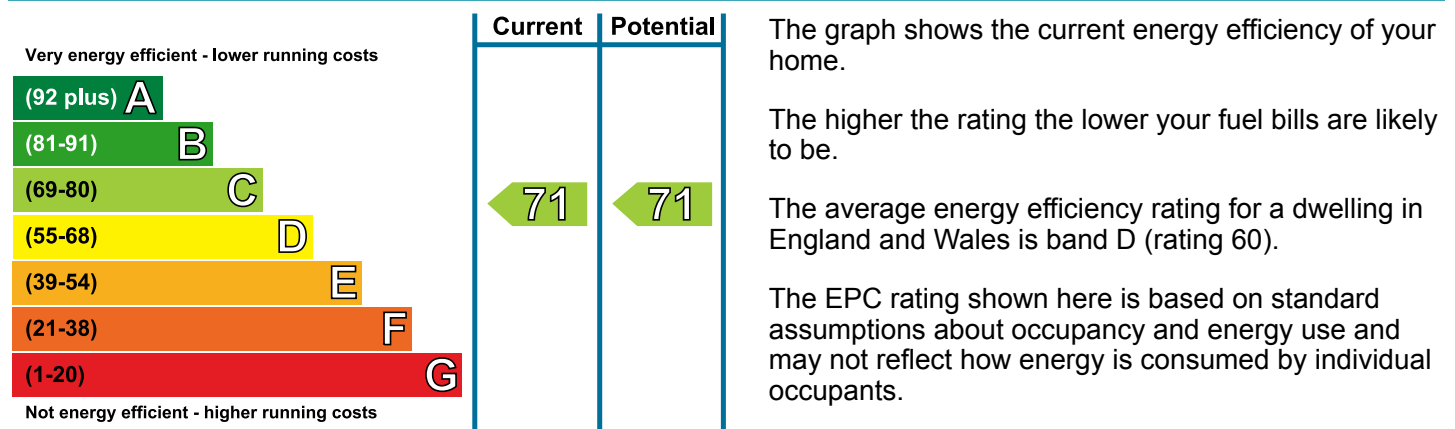 Current Potential
Very energy efficient - lower running costs
(92 plus) A
(81-91) B
(69-80) C
(55-68) D
(39-54) E
(21-38) F
(1-20) G
Not energy efficient - higher running costs
71 71
The graph shows the current energy efficiency of your
home.
The higher the rating the lower your fuel bills are likely
to be.
The average energy efficiency rating for a dwelling in
England and Wales is band D (rating 60).
The EPC rating shown here is based on standard
assumptions about occupancy and energy use and
may not reflect how energy is consumed by individual
occupants.